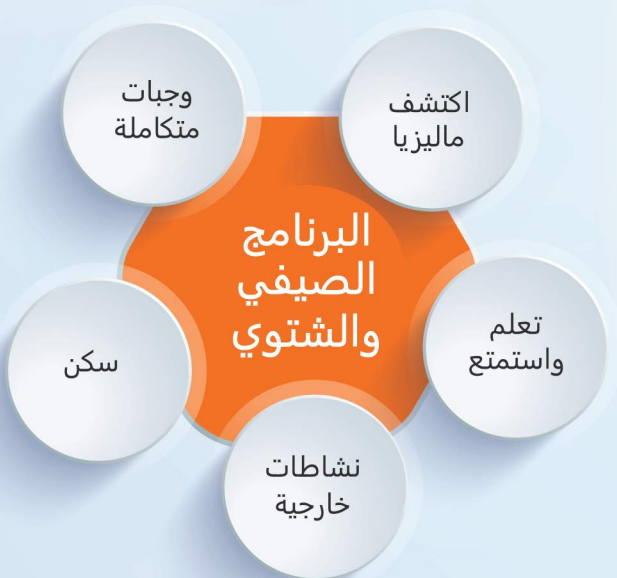 اكتشف
ماليزيا
وجبات
متكاملة
البرنامج
الصيفي
والشتوي
تعلم
واستمتع
سكن
نشاطات
خارجية